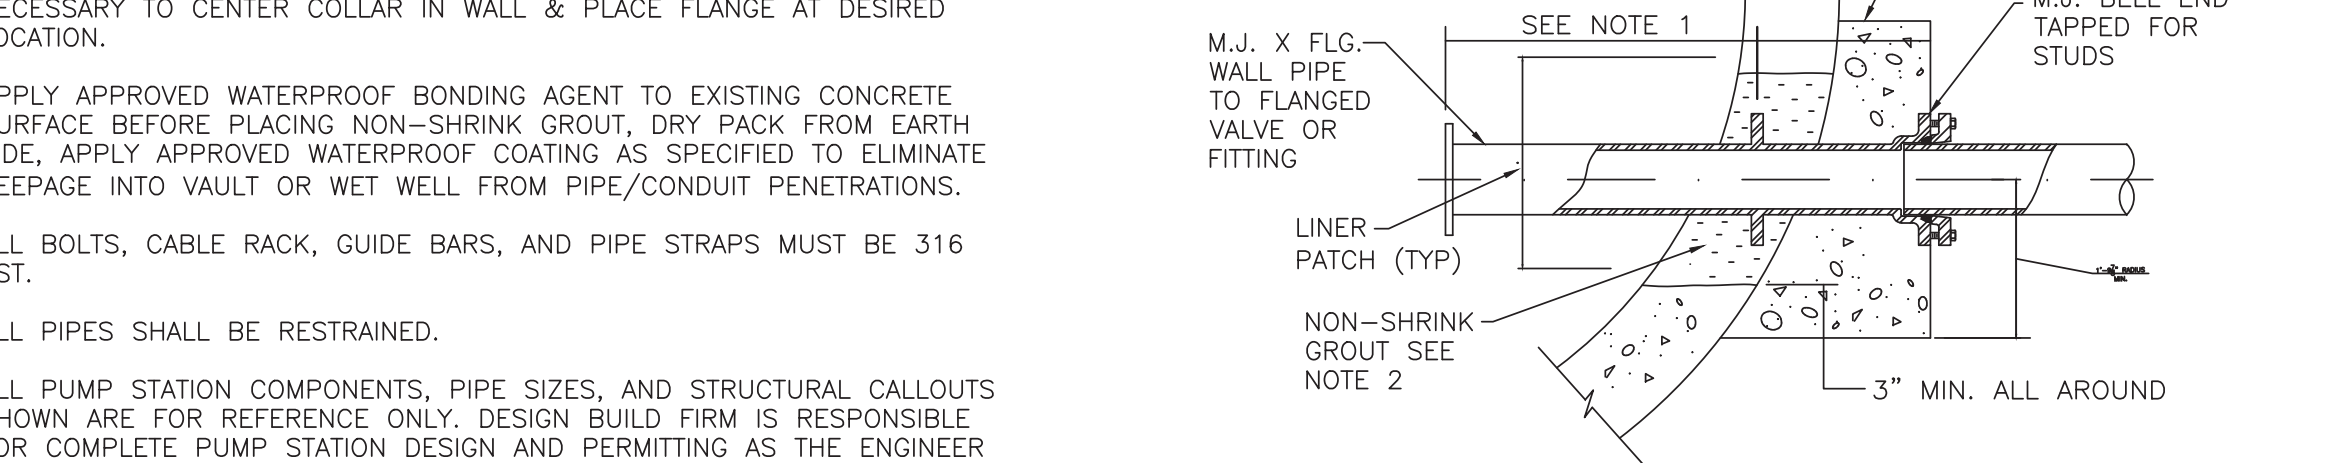 ECESSARY TO CENTER COLLAR IN WALL & PLACE FLANGE AT DESIRED
OCATION.
PPLY APPROVED WATERPROOF BONDING AGENT TO EXISTING CONCRETE
URFACE BEFORE PLACING NON-SHRINK GROUT, DRY PACK FROM EARTH
IDE, APPLY APPROVED WATERPROOF COATING AS SPECIFIED TO ELIMINATE
EEPAGE INTO VAULT OR WET WELL FROM PIPE/CONDUIT PENETRATIONS.
LL BOLTS, CABLE RACK, GUIDE BARS, AND PIPE STRAPS MUST BE 316
ST.
LL PIPES SHALL BE RESTRAINED.
LL PUMP STATION COMPONENTS, PIPE SIZES, AND STRUCTURAL CALLOUTS
HOWN ARE FOR REFERENCE ONLY. DESIGN BUILD FIRM IS RESPONSIBLE
OR COMPLETE PUMP STATION DESIGN AND PERMITTING AS THE ENGINEER
SEE NOTE 1
M.J. X FLG.
WALL PIPE
TO FLANGED
VALVE OR
FITTING
M.J. BELL END
TAPPED FOR
STUDS
LINER
PATCH (TYP)
NON-SHRINK
GROUT SEE
NOTE 2
RADIUS
MIN.
3” MIN. ALL AROUND